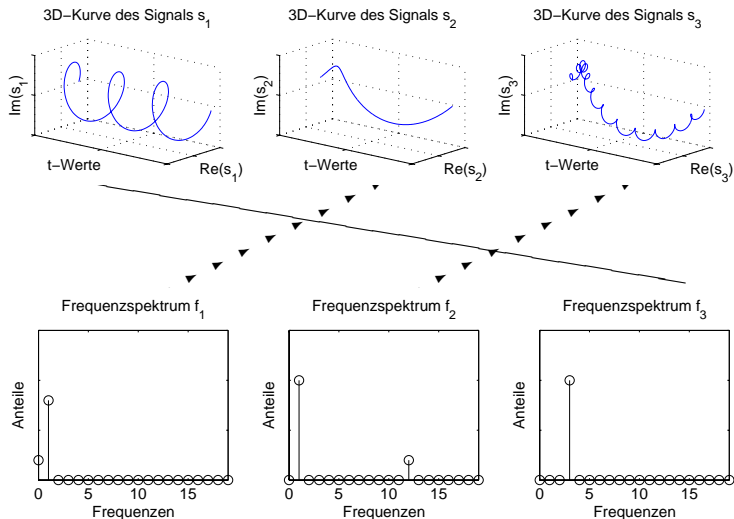 3D−Kurve des Signals s1
3D−Kurve des Signals s2
3D−Kurve des Signals s3
Im(s1)
t−Werte
Re(s1)
Im(s2)
t−Werte
Re(s2)
Im(s3)
t−Werte
Re(s3)
Frequenzspektrum f1
Frequenzspektrum f2
Frequenzspektrum f3
Anteile
0 5 10 15
Frequenzen
Anteile
0 5 10 15
Frequenzen
Anteile
0 5 10 15
Frequenzen